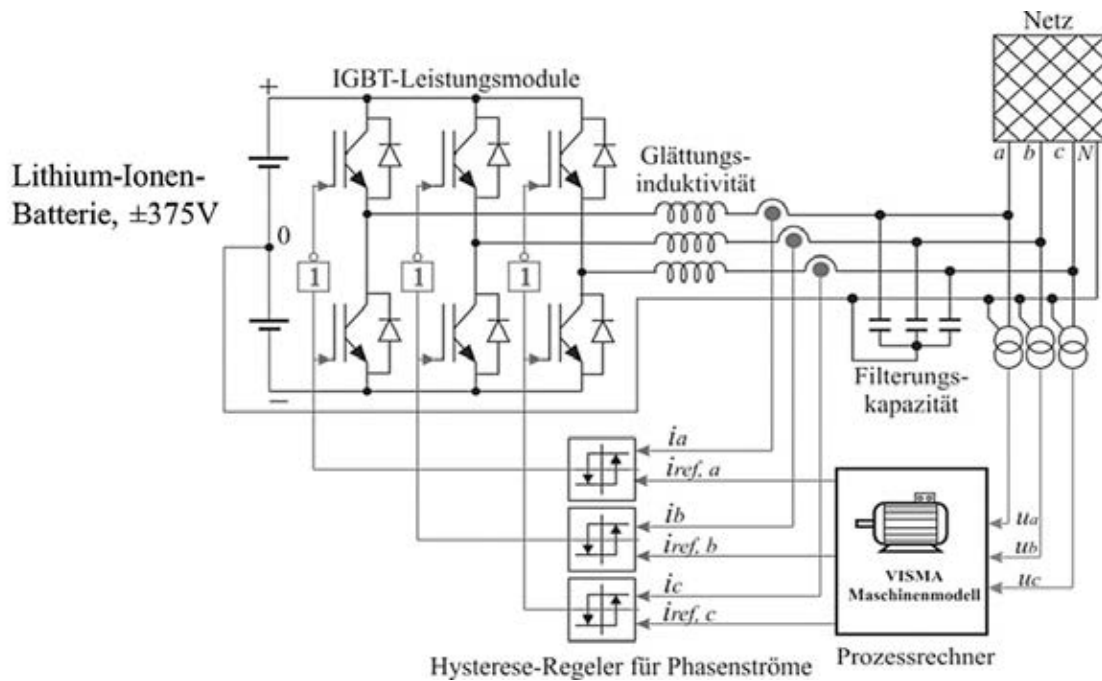 Netz
IGBT-Leistungsmodule
+
a b c N
Glättungs-
induktivität
Lithium-Ionen-
Batterie, ±375V
0
1 1 1
Filterungs-
kapazität
−
ia
iref, a
ib
iref, b
ic
iref, c
ua
ub
uc
VISMA
Maschinenmodell
Hysterese-Regeler für Phasenströme
Prozessrechner